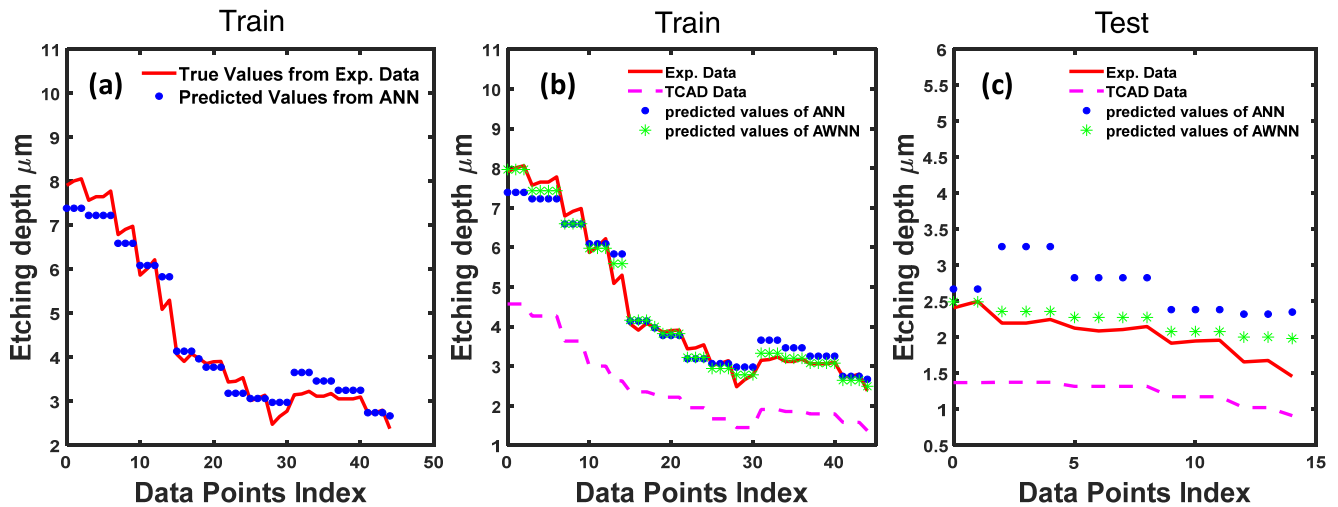 Train
(a)
True Values from Exp. Data
Predicted Values from ANN
11
10
9
8
7
6
5
4
3
2
Etching depth μm
0 10 20 30 40 50
Data Points Index
Train
(b)
Exp. Data
TCAD Data
predicted values of ANN
predicted values of AWNN
11
10
9
8
7
6
5
4
3
2
1
Etching depth μm
0 10 20 30 40
Data Points Index
Test
(c)
Exp. Data
TCAD Data
predicted values of ANN
predicted values of AWNN
6
5.5
5
4.5
4
3.5
3
2.5
2
1.5
1
0.5
Etching depth μm
0 5 10 15
Data Points Index